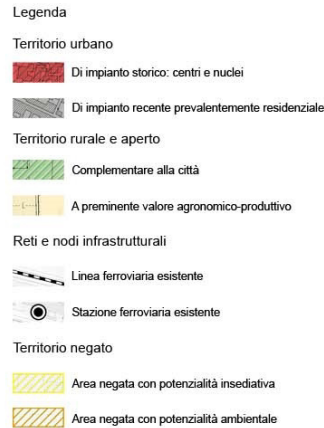 Legenda
Territorio urbano
Di impianto storico: centri e nuclei
Di impianto recente prevalentemente residenziale
Territorio rurale e aperto
Complementare alla città
A preminente valore agronomico-produttivo
Reti e nodi infrastrutturali
Linea ferroviaria esistente
Stazione ferroviaria esistente
Territorio negato
Area negata con potenzialità insediativa
Area negata con potenzialità ambientale